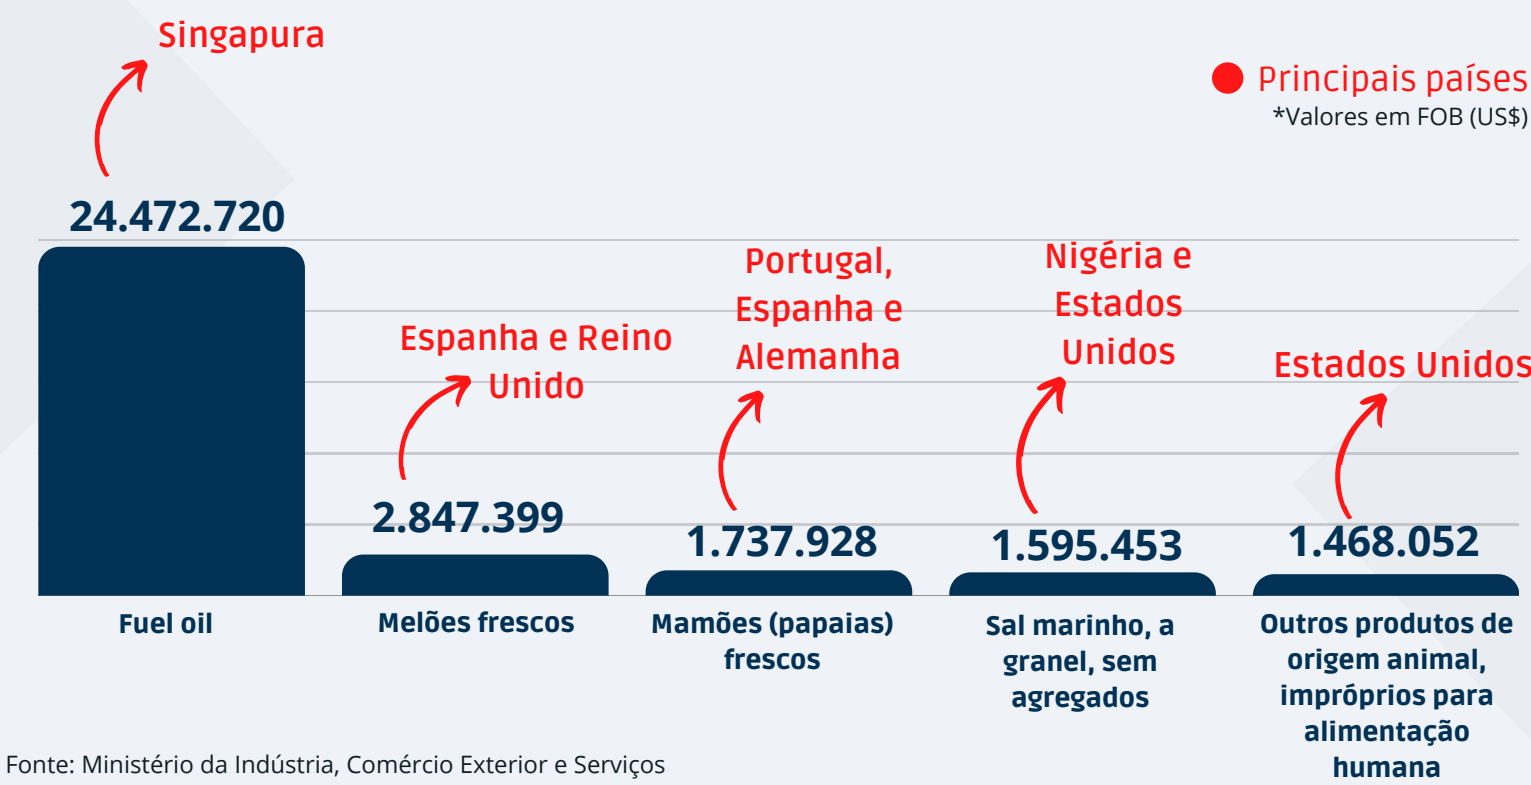 Singapura
Principais países
*Valores em FOB (US$)
24.472.720
Espanha e Reino
Unido
2.847.399
Portugal,
Espanha e
Alemanha
1.737.928
Nigéria e
Estados
Unidos
1.595.453
Estados Unidos
1.468.052
Fuel oil
Melões frescos
Mamões (papaias)
frescos
Sal marinho, a
granel, sem
agregados
Outros produtos de
origem animal,
impróprios para
alimentação
humana
Fonte: Ministério da Indústria, Comércio Exterior e Serviços